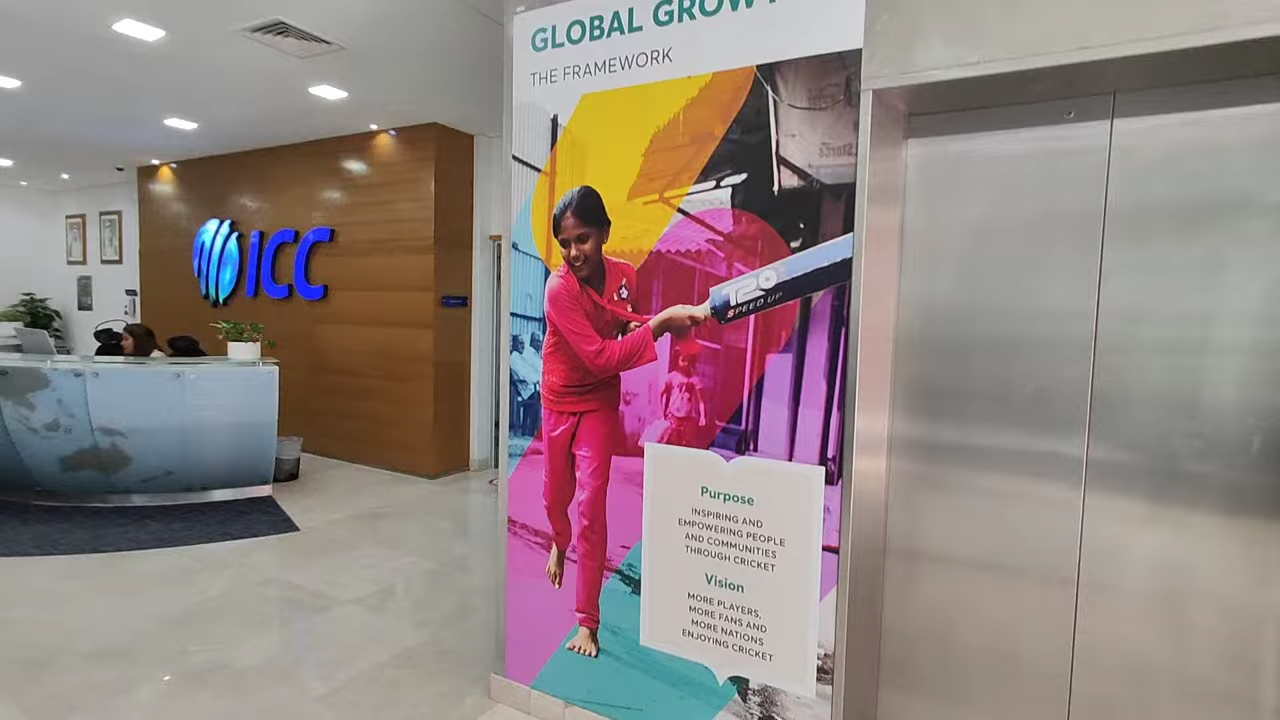 GLOBAL GROWT
THE FRAMEWORK
ICC
T20
SPEED UP
Purpose
INSPIRING AND
EMPOWERING PEOPLE
AND COMMUNITIES
THROUGH CRICKET
Vision
MORE PLAYERS,
MORE FANS AND
MORE NATIONS
ENJOYING CRICKET